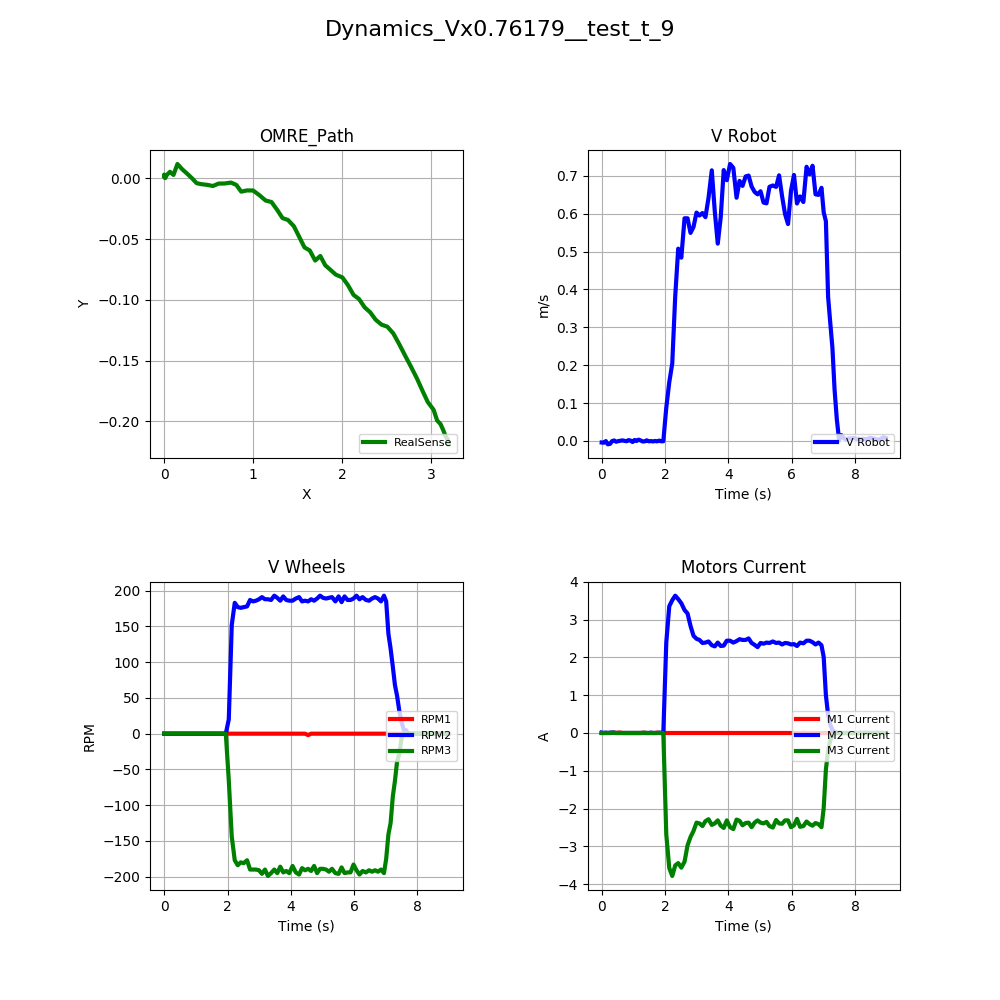 Dynamics_Vx0.76179__test_t_9
OMRE_Path
0.00
−0.05
−0.10
−0.15
−0.20
Y
0 1 2 3
X
RealSense
V Robot
0.7
0.6
0.5
0.4
0.3
0.2
0.1
0.0
m/s
0 2 4 6 8
Time (s)
V Robot
V Wheels
200
150
100
50
0
−50
−100
−150
−200
RPM
0 2 4 6 8
Time (s)
RPM1
RPM2
RPM3
Motors Current
4
3
2
1
0
−1
−2
−3
−4
A
0 2 4 6 8
Time (s)
M1 Current
M2 Current
M3 Current